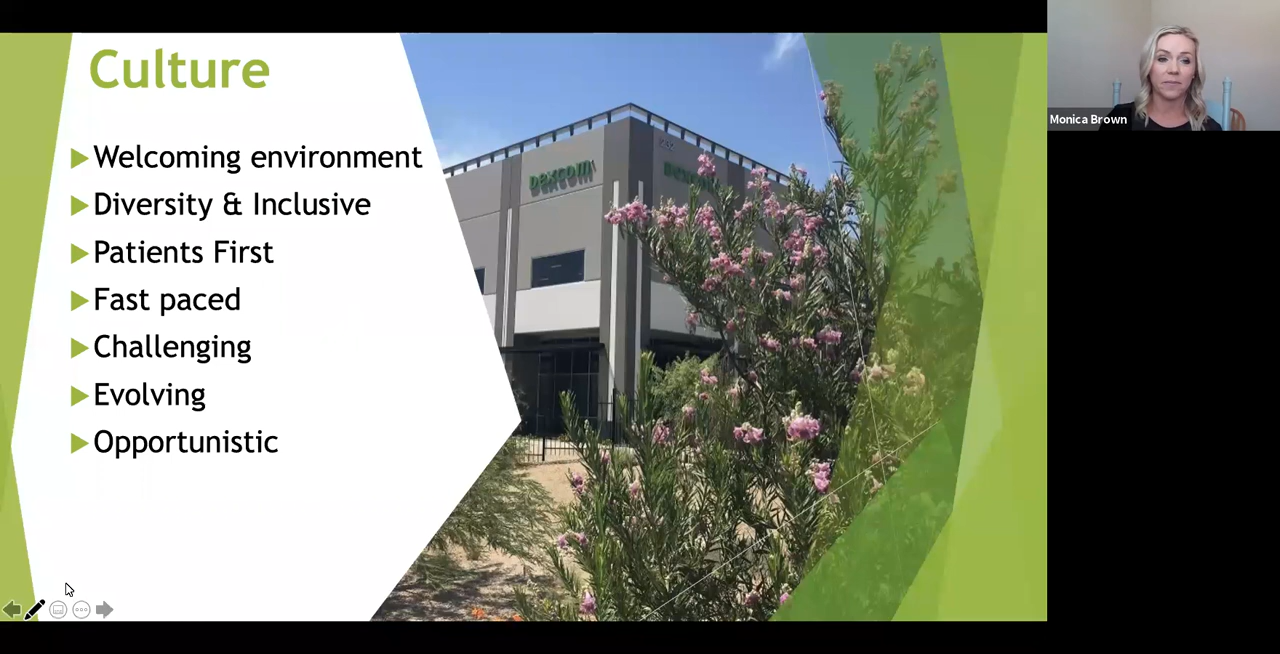 Culture
Welcoming environment
Diversity & Inclusive
Patients First
Fast paced
Challenging
Evolving
Opportunistic
Dexcom
Monica Brown